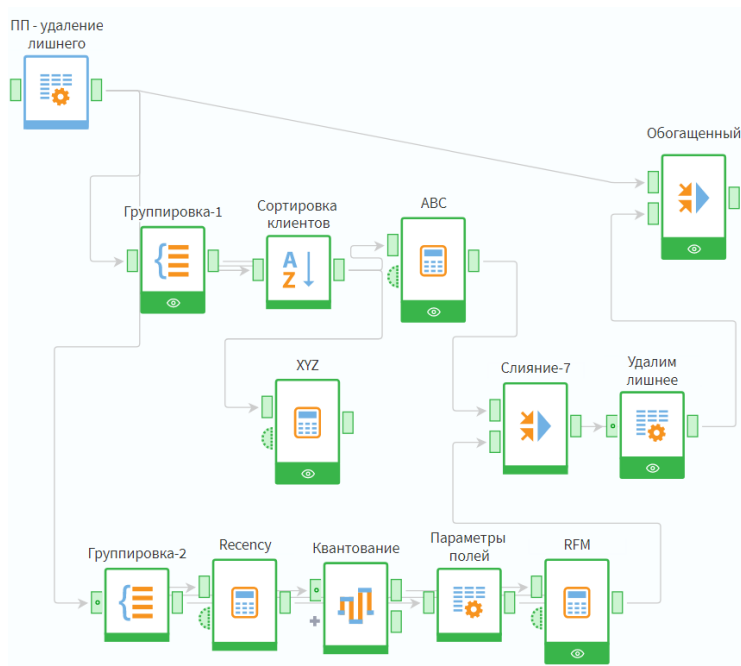 ПП - удаление
лишнего
Обогащенный
Группировка-1
Сортировка
клиентов
ABC
A
Z
XYZ
Слияние-7
Удалим
лишнее
Группировка-2
Recency
Квантование
Параметры
полей
RFM